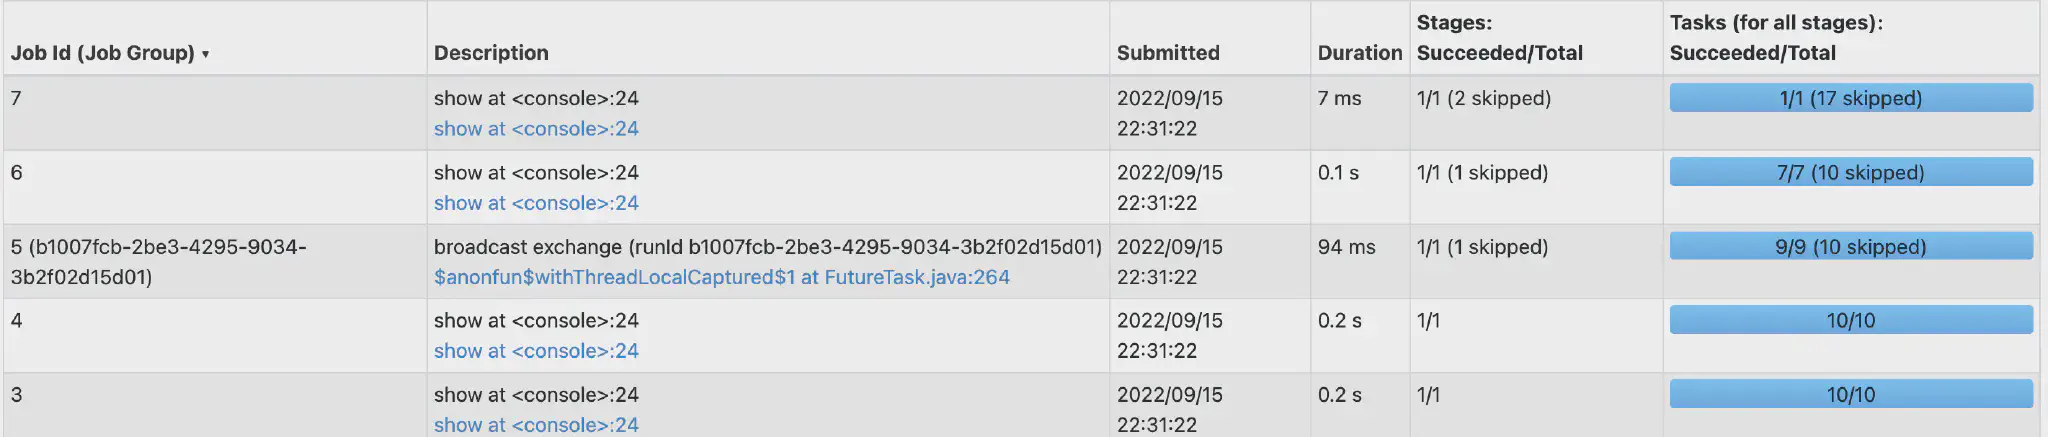 Job Id (Job Group) ▾ Description Submitted Duration Stages: Succeeded/Total Tasks (for all stages): Succeeded/Total
7 show at <console>:24 2022/09/15 7 ms 1/1 (2 skipped) 1/1 (17 skipped)
show at <console>:24 22:31:22
6 show at <console>:24 2022/09/15 0.1 s 1/1 (1 skipped) 7/7 (10 skipped)
show at <console>:24 22:31:22
5 (b1007fcb-2be3-4295-9034- broadcast exchange (runId b1007fcb-2be3-4295-9034-3b2f02d15d01) 2022/09/15 94 ms 1/1 (1 skipped) 9/9 (10 skipped)
3b2f02d15d01) $anonfun$withThreadLocalCaptured$1 at FutureTask.java:264 22:31:22
4 show at <console>:24 2022/09/15 0.2 s 1/1 10/10
show at <console>:24 22:31:22
3 show at <console>:24 2022/09/15 0.2 s 1/1 10/10
show at <console>:24 22:31:22